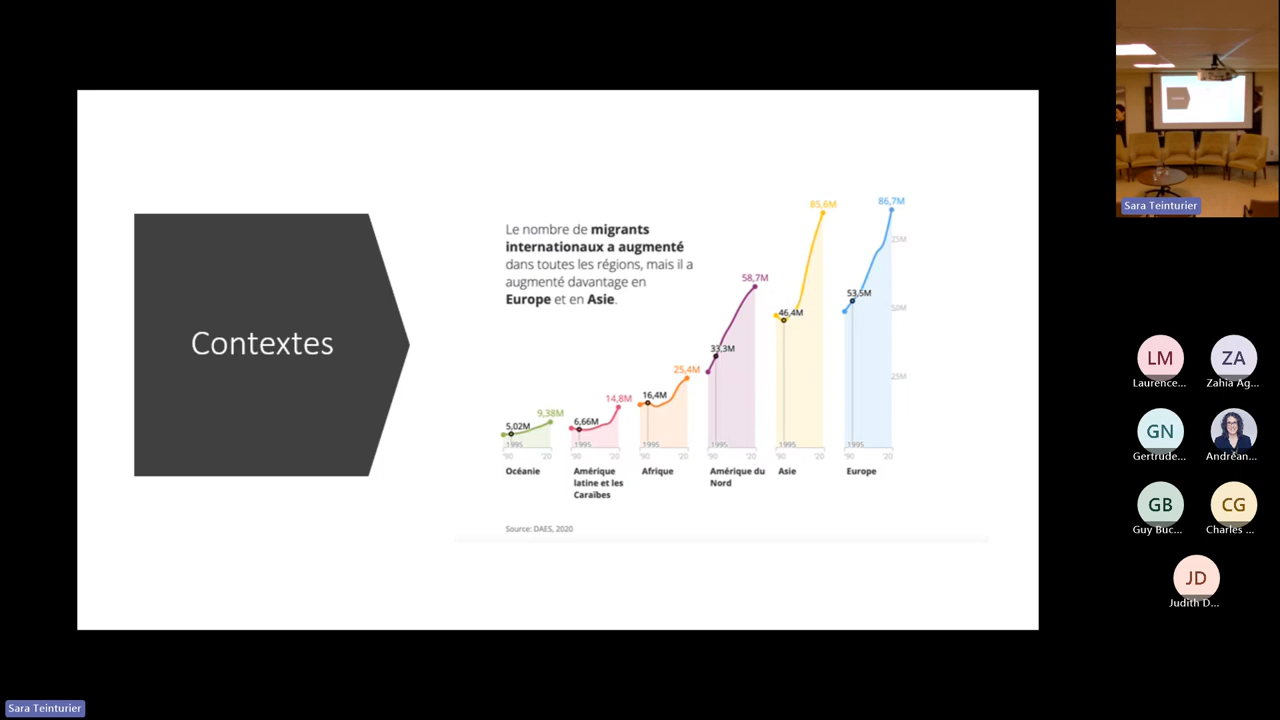 Contextes
Le nombre de migrants
internationaux a augmenté
dans toutes les régions, mais il a
augmenté davantage en
Europe et en Asie.
5,02M
9,38M
1995
'90
'20
Océanie
6,66M
14,8M
1995
'90
'20
Amérique
latine et les
Caraïbes
16,4M
25,4M
1995
'90
'20
Afrique
33,3M
58,7M
1995
'90
'20
Amérique du
Nord
46,4M
85,6M
1995
'90
'20
Asie
53,5M
86,7M
1995
'90
'20
Europe
75M
50,0M
25M
Source: DAES, 2020
Sara Teinturier
LM
Laurence...
ZA
Zahia Ag...
GN
Gertrude...
Andréan...
GB
Guy Buc...
CG
Charles ...
JD
Judith D...
Sara Teinturier